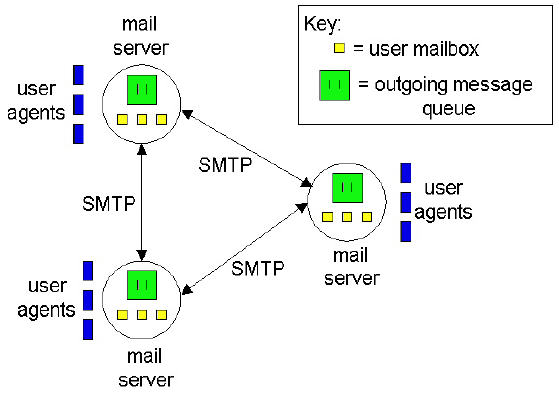 mail
server
user
agents
Key:
= user mailbox
= outgoing message
queue
SMTP
SMTP
user
agents
mail
server
SMTP
user
agents
mail
server